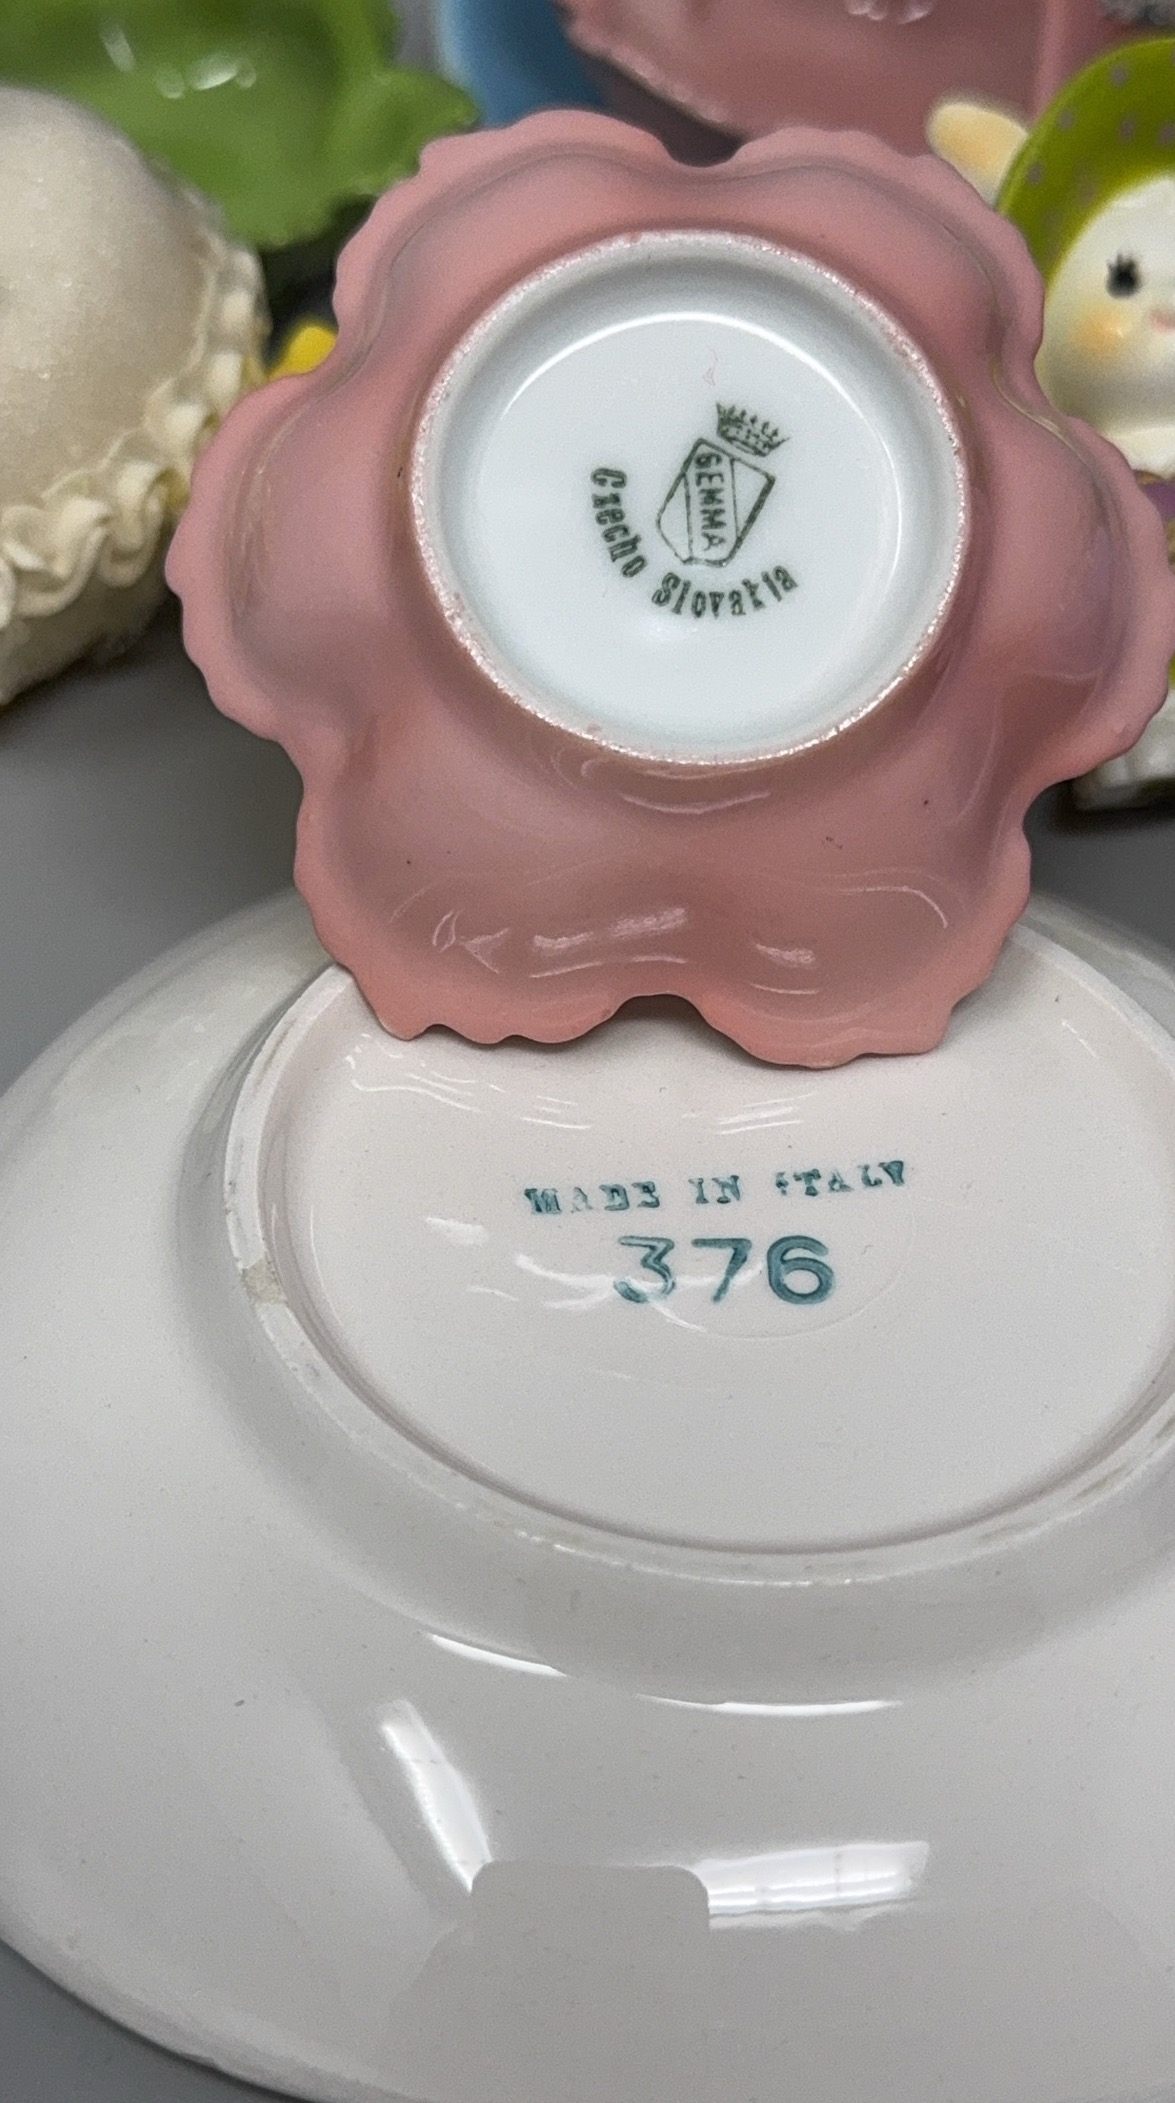 GEMMA
Czecho Slovakia
MADE IN ITALY
376